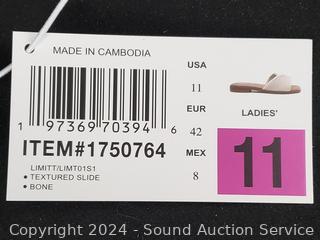 MADE IN CAMBODIA
USA
11
EUR
42
MEX
8
LADIES'
11
1 97369 70394 6
ITEM#1750764
LIMITT/LIMT01S1
• TEXTURED SLIDE
• BONE
Copyright 2024 - Sound Auction Service